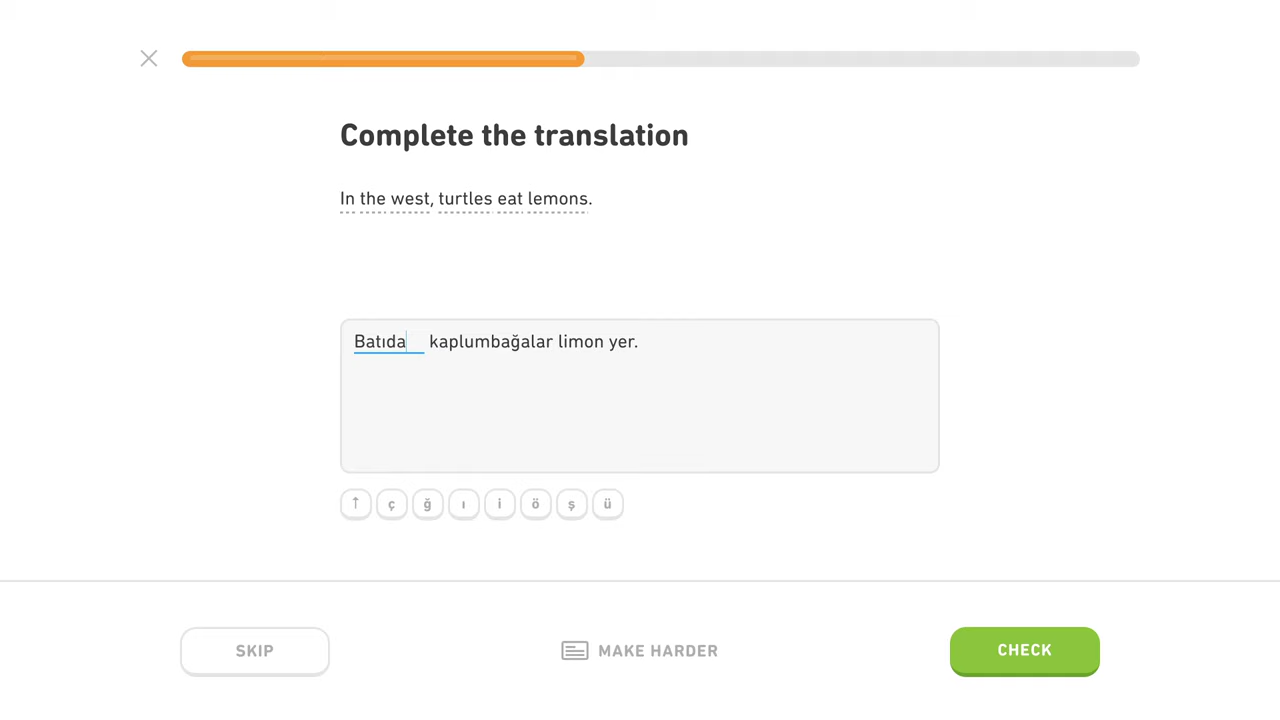 Complete the translation
In the west, turtles eat lemons.
Batıda kaplumbağalar limon yer.
↑ ç ğ ı i ö ş ü
SKIP MAKE HARDER CHECK